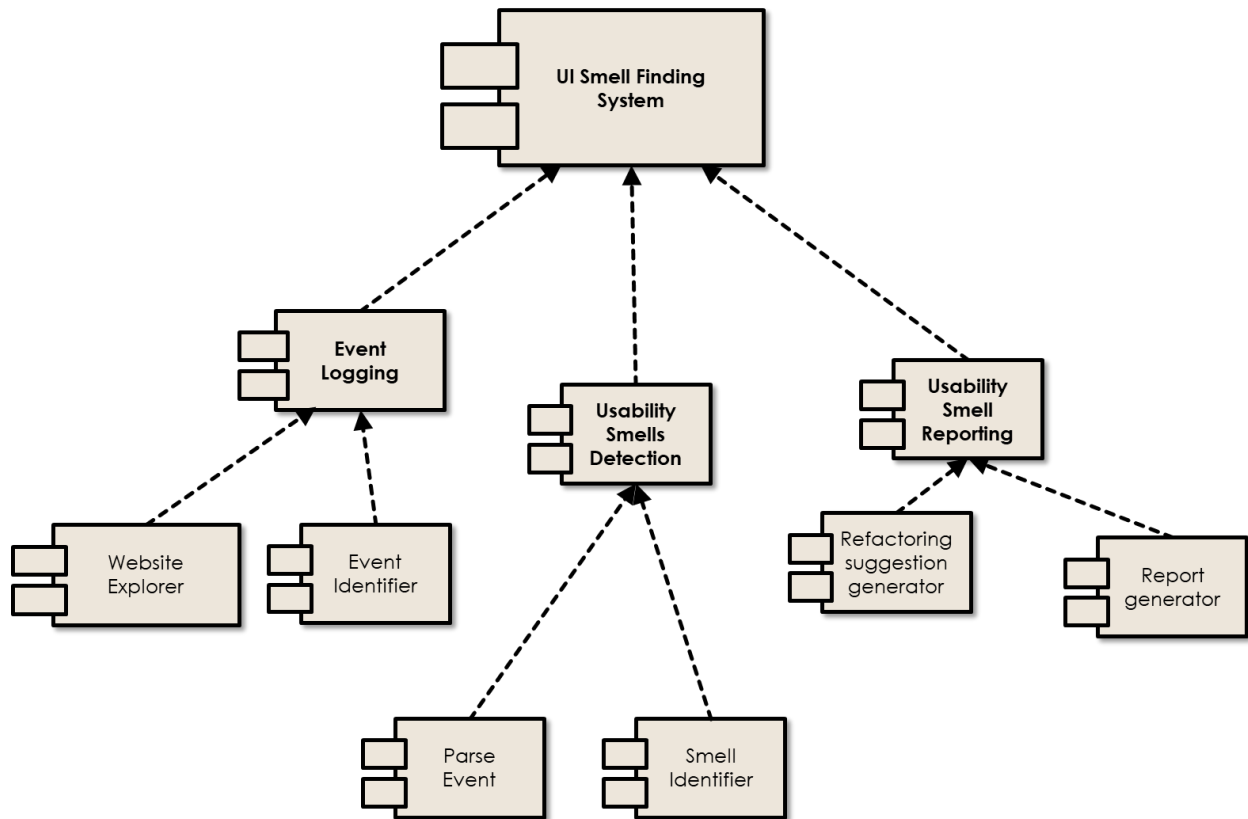 UI Smell Finding
System
Event
Logging
Usability
Smells
Detection
Usability
Smell
Reporting
Website
Explorer
Event
Identifier
Refactoring
suggestion
generator
Report
generator
Parse
Event
Smell
Identifier